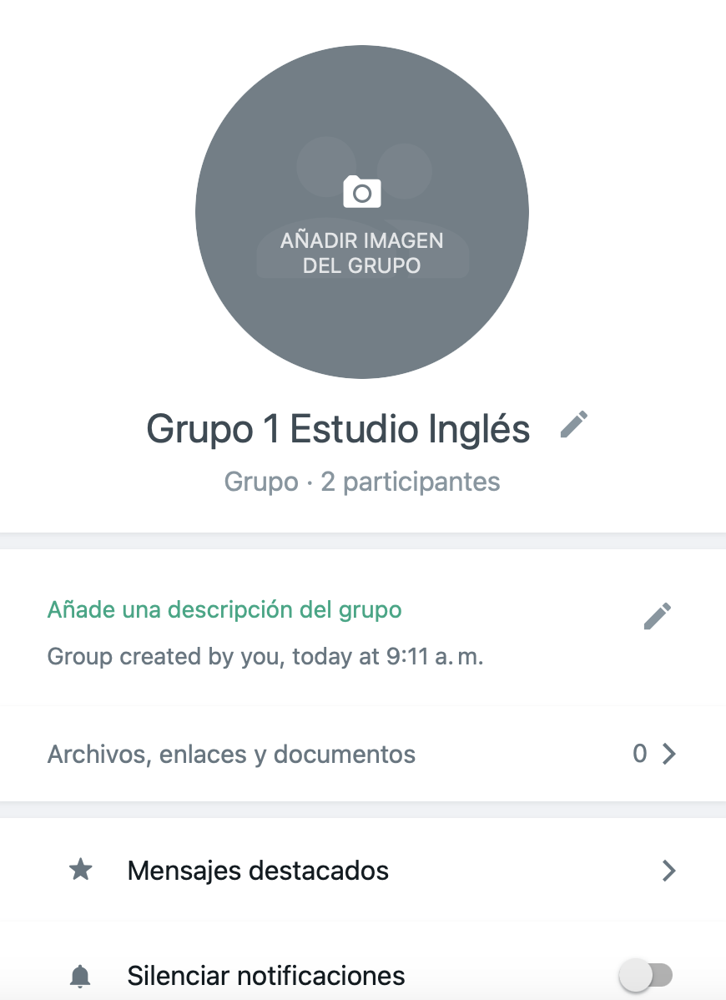 AÑADIR IMAGEN
DEL GRUPO
Grupo 1 Estudio Inglés
Grupo · 2 participantes
Añade una descripción del grupo
Group created by you, today at 9:11 a. m.
Archivos, enlaces y documentos 0
Mensajes destacados
Silenciar notificaciones